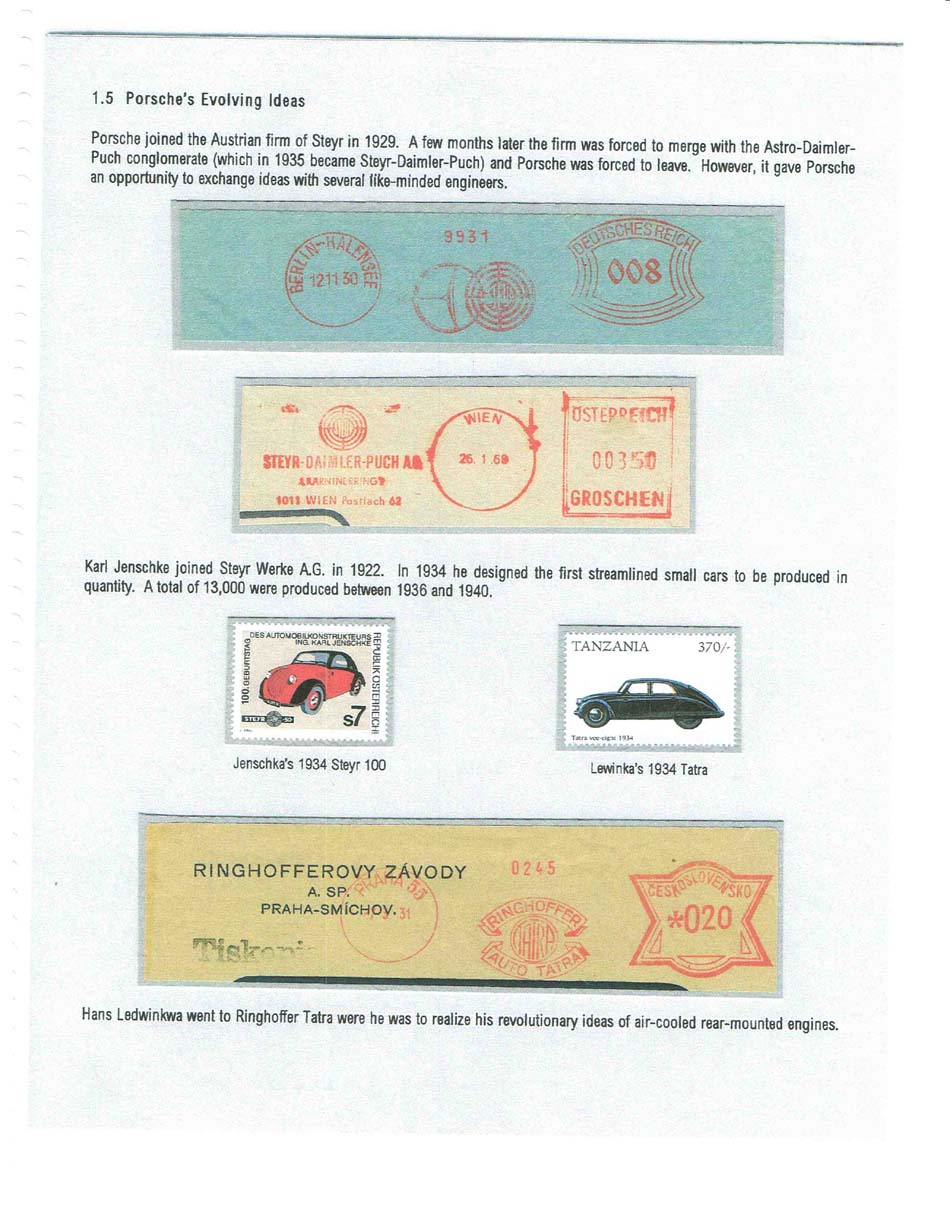 1.5 Porsche's Evolving Ideas
Porsche joined the Austrian firm of Steyr in 1929. A few months later the firm was forced to merge with the Astro-Daimler-
Puch conglomerate (which in 1935 became Steyr-Daimler-Puch) and Porsche was forced to leave. However, it gave Porsche
an opportunity to exchange ideas with several like-minded engineers.
BERLIN-HALENSEE
12 11 30
9931
DEUTSCHES REICH
008
STEYR-DAIMLER-PUCH AG
1011 WIEN Postfach 62
WIEN
26. 1.69
ÖSTERREICH
00350
GROSCHEN
Karl Jenschke joined Steyr Werke A.G. in 1922. In 1934 he designed the first streamlined small cars to be produced in
quantity. A total of 13,000 were produced between 1936 and 1940.
100. GEBURTSTAG
DES AUTOMOBILKONSTRUKTEURS
ING. KARL JENSCHKE
REPUBLIK ÖSTERREICH
STEYR 50
s7
TANZANIA 370/-
Tatra vee-eight 1934
Jenschka's 1934 Steyr 100
Lewinka's 1934 Tatra
RINGHOFFEROVY ZÁVODY
A. SP.
PRAHA-SMÍCHOV.
PRAHA 55
31
0245
RINGHOFFER
TATRA
AUTO TATRA
ČESKOSLOVENSKO
*020
Hans Ledwinkwa went to Ringhoffer Tatra were he was to realize his revolutionary ideas of air-cooled rear-mounted engines.